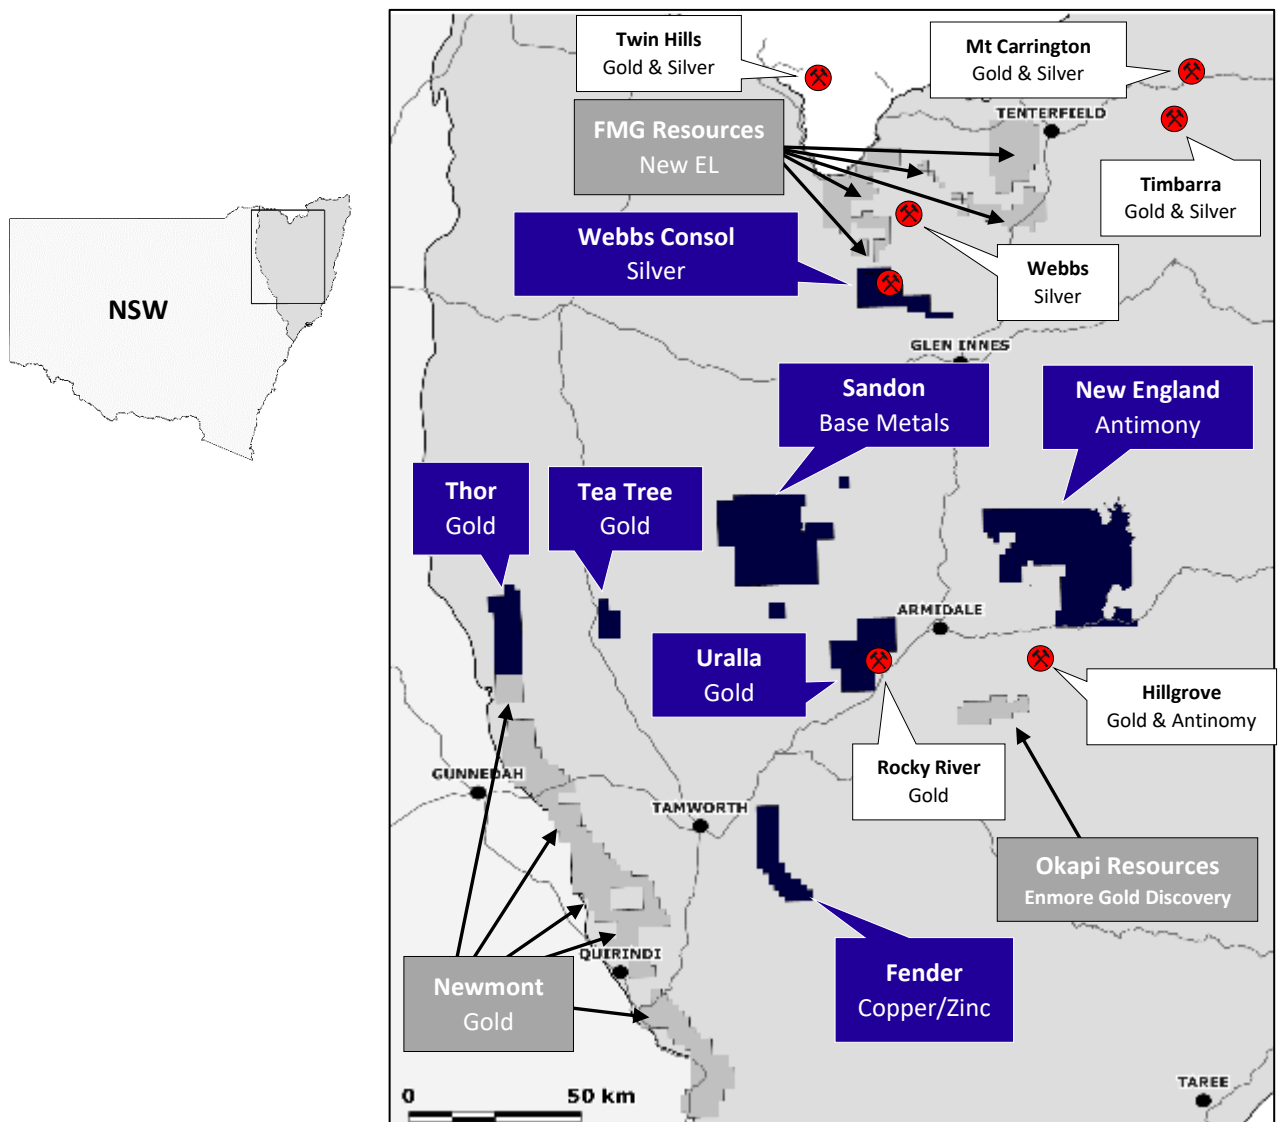 Twin Hills
Gold & Silver
Mt Carrington
Gold & Silver
TENTERFIELD
FMG Resources
New EL
Timbarra
Gold & Silver
Webbs Consol
Silver
Webbs
Silver
NSW
GLEN INNES
Sandon
Base Metals
New England
Antimony
Thor
Gold
Tea Tree
Gold
ARMIDALE
Uralla
Gold
Hillgrove
Gold & Antinomy
Rocky River
Gold
GUNNEDAH
TAMWORTH
Okapi Resources
Enmore Gold Discovery
QUIRINDI
Newmont
Gold
Fender
Copper/Zinc
TAREE
0 50 km